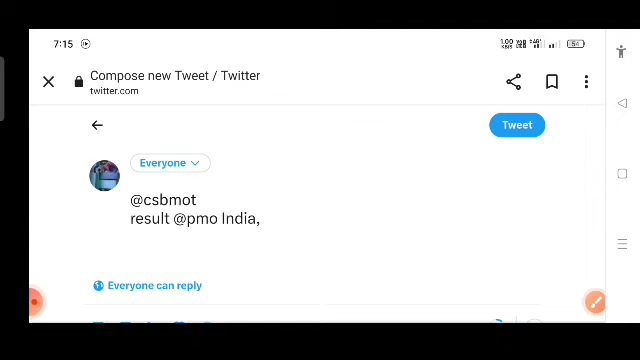 7:15
Compose new Tweet / Twitter
twitter.com
Tweet
Everyone
@csbmot
result @pmo India,
Everyone can reply